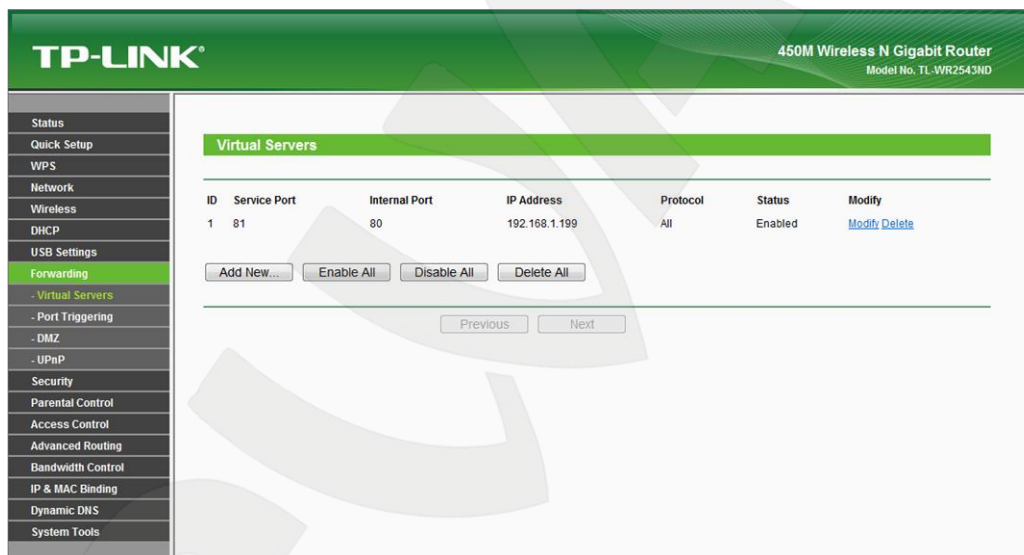 TP-LINK®
450M Wireless N Gigabit Router
Model No. TL-WR2543ND
Status
Quick Setup
WPS
Network
Wireless
DHCP
USB Settings
Forwarding
- Virtual Servers
- Port Triggering
- DMZ
- UPnP
Security
Parental Control
Access Control
Advanced Routing
Bandwidth Control
IP & MAC Binding
Dynamic DNS
System Tools
Virtual Servers
ID Service Port Internal Port IP Address Protocol Status Modify
1 81 80 192.168.1.199 All Enabled Modify Delete
Add New... Enable All Disable All Delete All
Previous Next